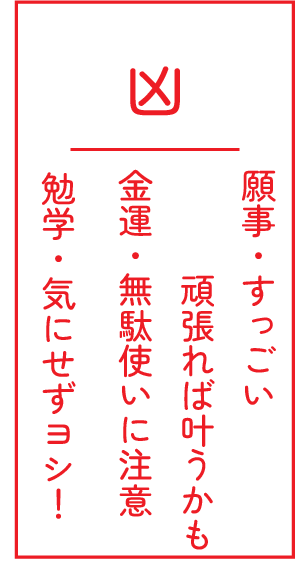 凶
願事・すっごい
頑張れば叶うかも
金運・無駄使いに注意
勉学・気にせずヨシ！